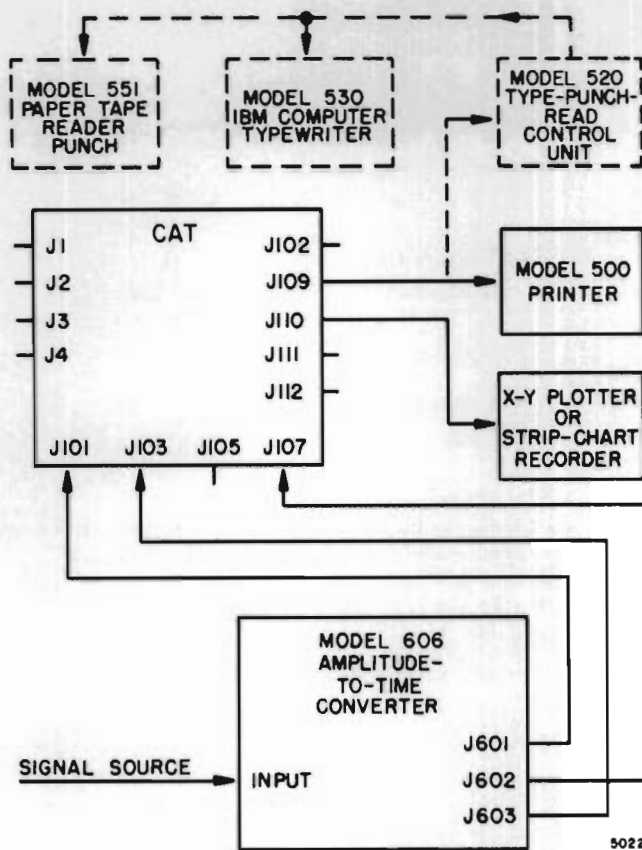 MODEL 551
PAPER TAPE
READER
PUNCH
MODEL 530
IBM COMPUTER
TYPEWRITER
MODEL 520
TYPE-PUNCH-
READ
CONTROL
UNIT
CAT
J1
J2
J3
J4
J102
J109
J110
J111
J112
J101
J103
J105
J107
MODEL 500
PRINTER
X-Y PLOTTER
OR
STRIP-CHART
RECORDER
MODEL 606
AMPLITUDE-
TO-TIME
CONVERTER
J601
SIGNAL SOURCE
INPUT
J602
J603
5022